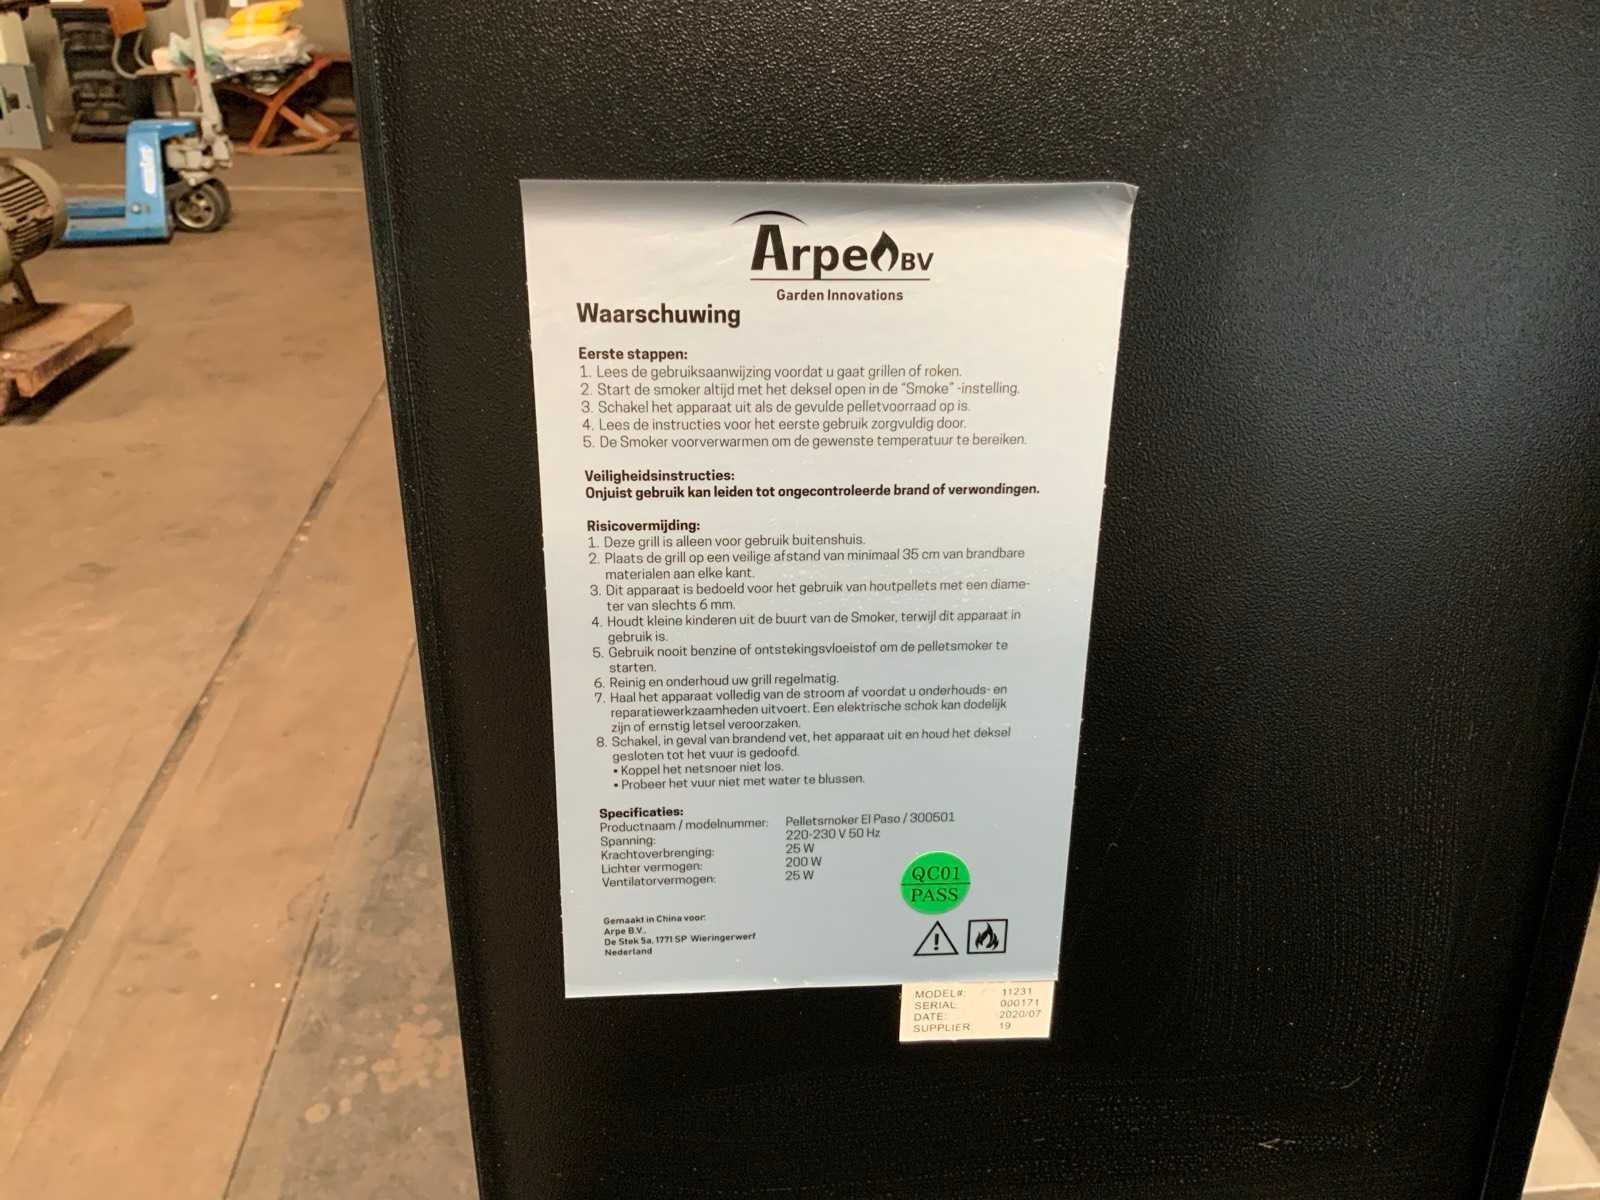 Arpe BV
Garden Innovations
Waarschuwing
Eerste stappen:
1. Lees de gebruiksaanwijzing voordat u gaat grillen of roken.
2. Start de smoker altijd met het deksel open in de "Smoke" -instelling.
3. Schakel het apparaat uit als de gevulde pelletvoorraad op is.
4. Lees de instructies voor het eerste gebruik zorgvuldig door.
5. De Smoker voorverwarmen om de gewenste temperatuur te bereiken.
Veiligheidsinstructies:
Onjuist gebruik kan leiden tot ongecontroleerde brand of verwondingen.
Risicovermijding:
1. Deze grill is alleen voor gebruik buitenshuis.
2. Plaats de grill op een veilige afstand van minimaal 35 cm van brandbare
materialen aan elke kant.
3. Dit apparaat is bedoeld voor het gebruik van houtpellets met een diame-
ter van slechts 6 mm.
4. Houdt kleine kinderen uit de buurt van de Smoker, terwijl dit apparaat in
gebruik is.
5. Gebruik nooit benzine of ontstekingsvloeistof om de pelletsmoker te
starten.
6. Reinig en onderhoud uw grill regelmatig.
7. Haal het apparaat volledig van de stroom af voordat u onderhouds- en
reparatiewerkzaamheden uitvoert. Een elektrische schok kan dodelijk
zijn of ernstig letsel veroorzaken.
8. Schakel, in geval van brandend vet, het apparaat uit en houd het deksel
gesloten tot het vuur is gedoofd.
• Koppel het netsnoer niet los.
• Probeer het vuur niet met water te blussen.
Specificaties:
Productnaam / modelnummer: Pelletsmoker El Paso / 300501
Spanning: 220-230 V 50 Hz
Krachtoverbrenging: 25 W
Lichter vermogen: 200 W
Ventilatorvermogen: 25 W
QC01
PASS
Gemaakt in China voor:
Arpe B.V.,
De Stek 5a, 1771 SP Wieringerwerf
Nederland
MODEL#: 11231
SERIAL: 000171
DATE: 2020/07
SUPPLIER 19